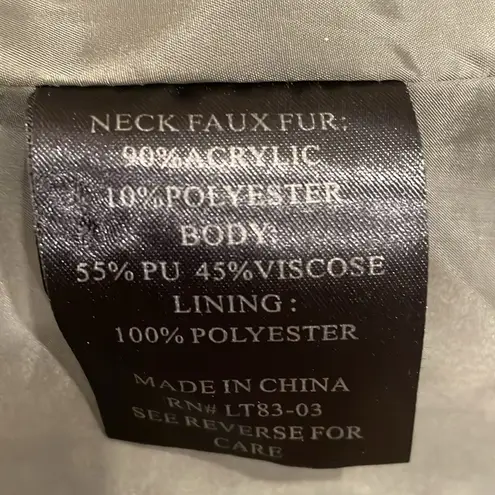 NECK FAUX FUR:
90%ACRYLIC
10%POLYESTER
BODY:
55% PU 45%VISCOSE
LINING :
100% POLYESTER
MADE IN CHINA
RN# LT83-03
SEE REVERSE FOR
CARE